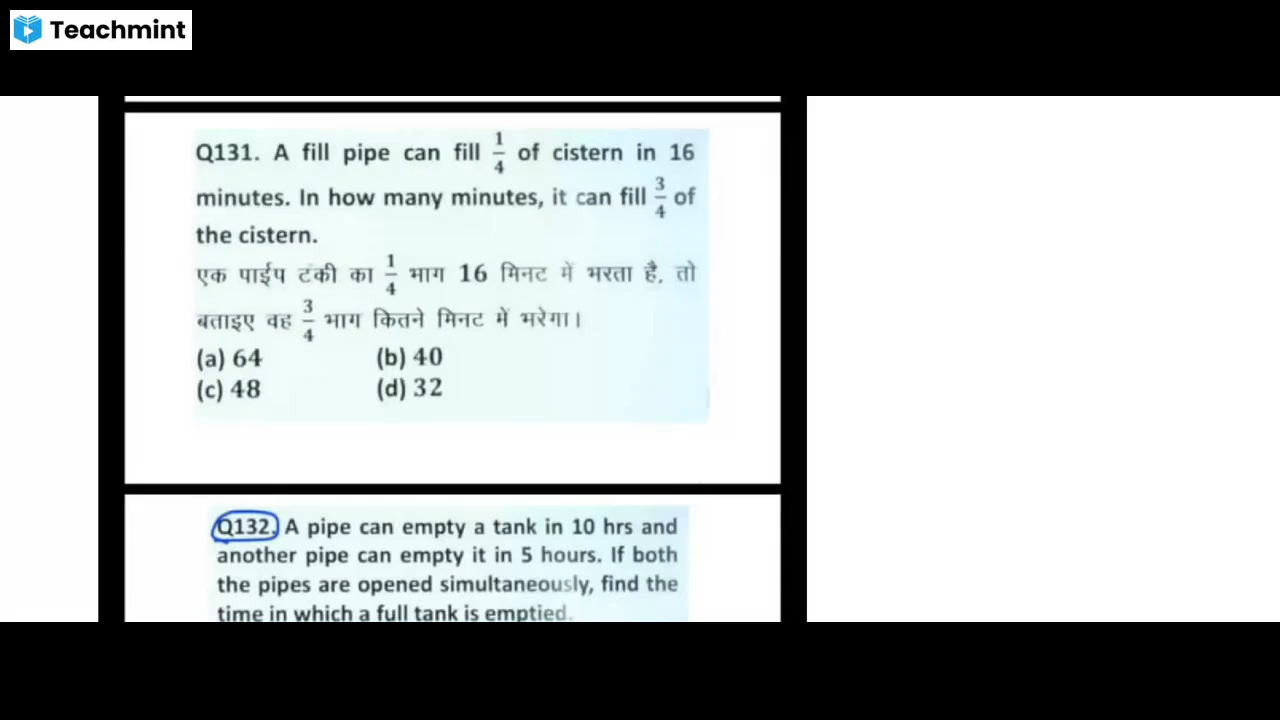 Teachmint
Q131. A fill pipe can fill 1/4 of cistern in 16
minutes. In how many minutes, it can fill 3/4 of
the cistern.
एक पाईप टंकी का 1/4 भाग 16 मिनट में भरता है, तो
बताइए वह 3/4 भाग कितने मिनट में भरेगा।
(a) 64 (b) 40
(c) 48 (d) 32
Q132. A pipe can empty a tank in 10 hrs and
another pipe can empty it in 5 hours. If both
the pipes are opened simultaneously, find the
time in which a full tank is emptied.